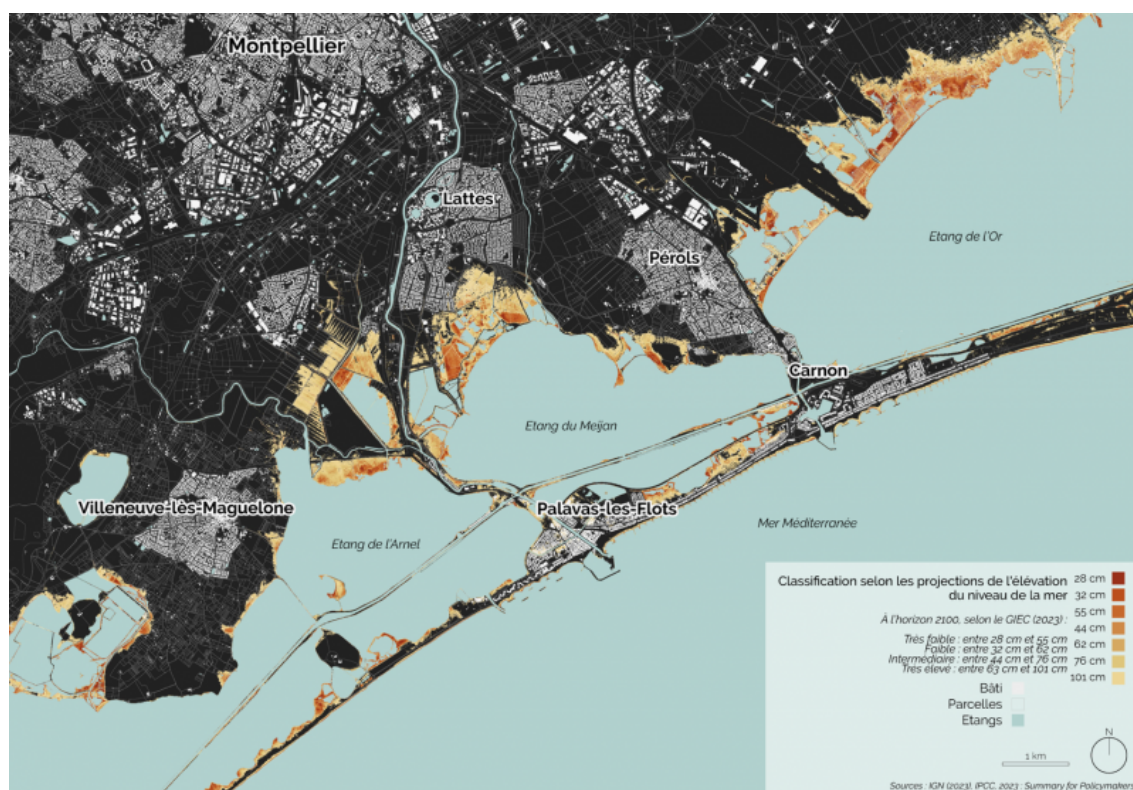 Montpellier
Lattes
Etang de l'Or
Pérols
Carnon
Etang du Meijan
Villeneuve-lès-Maguelone
Palavas-les-Flots
Mer Méditerranée
Etang de l'Arnel
Classification selon les projections de l'élévation
du niveau de la mer
À l'horizon 2100, selon le GIEC (2023) :
Très faible : entre 28 cm et 55 cm
Faible : entre 32 cm et 62 cm
Intermédiaire : entre 44 cm et 76 cm
Très élevé : entre 63 cm et 101 cm
28 cm
32 cm
55 cm
44 cm
62 cm
76 cm
101 cm
Bâti
Parcelles
Etangs
N
1 km
Sources : IGN (2023), IPCC, 2023 : Summary for Policymakers